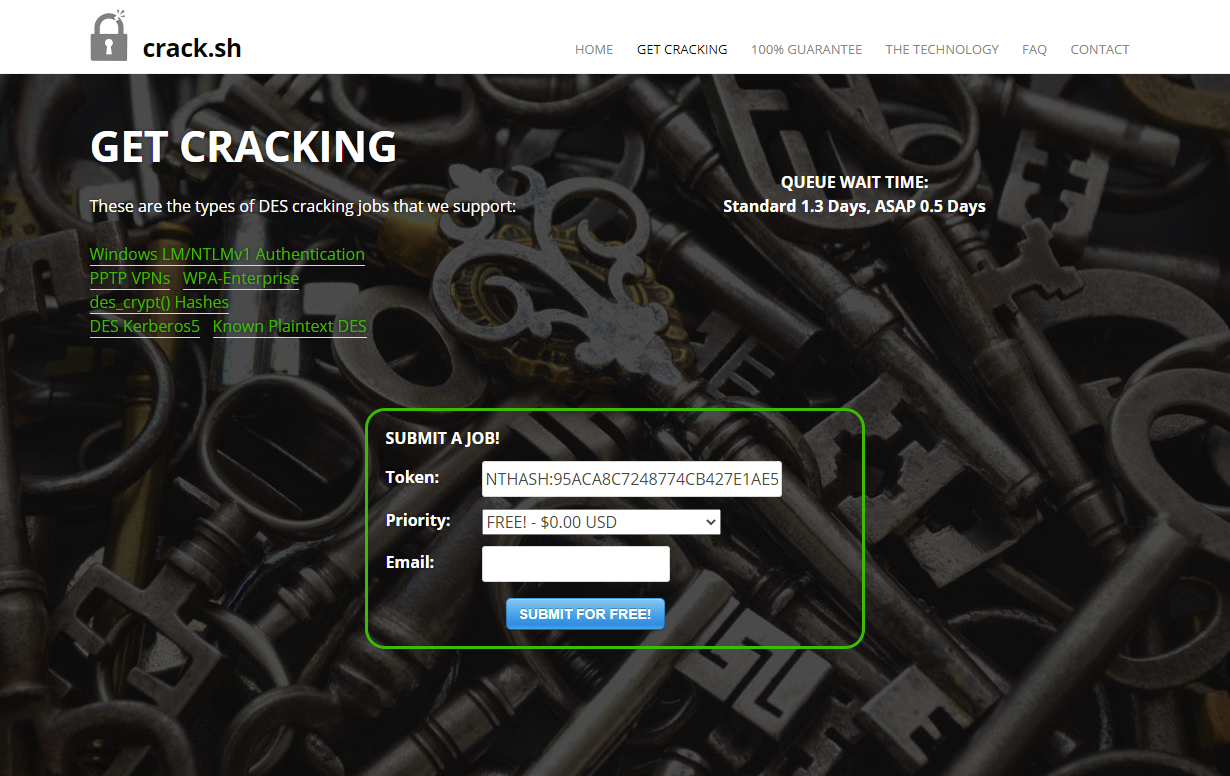 crack.sh
HOME GET CRACKING 100% GUARANTEE THE TECHNOLOGY FAQ CONTACT
GET CRACKING
These are the types of DES cracking jobs that we support:
Windows LM/NTLMv1 Authentication
PPTP VPNs WPA-Enterprise
des_crypt() Hashes
DES Kerberos5 Known Plaintext DES
QUEUE WAIT TIME:
Standard 1.3 Days, ASAP 0.5 Days
SUBMIT A JOB!
Token: NTHASH:95ACA8C7248774CB427E1AE5
Priority: FREE! - $0.00 USD
Email:
SUBMIT FOR FREE!